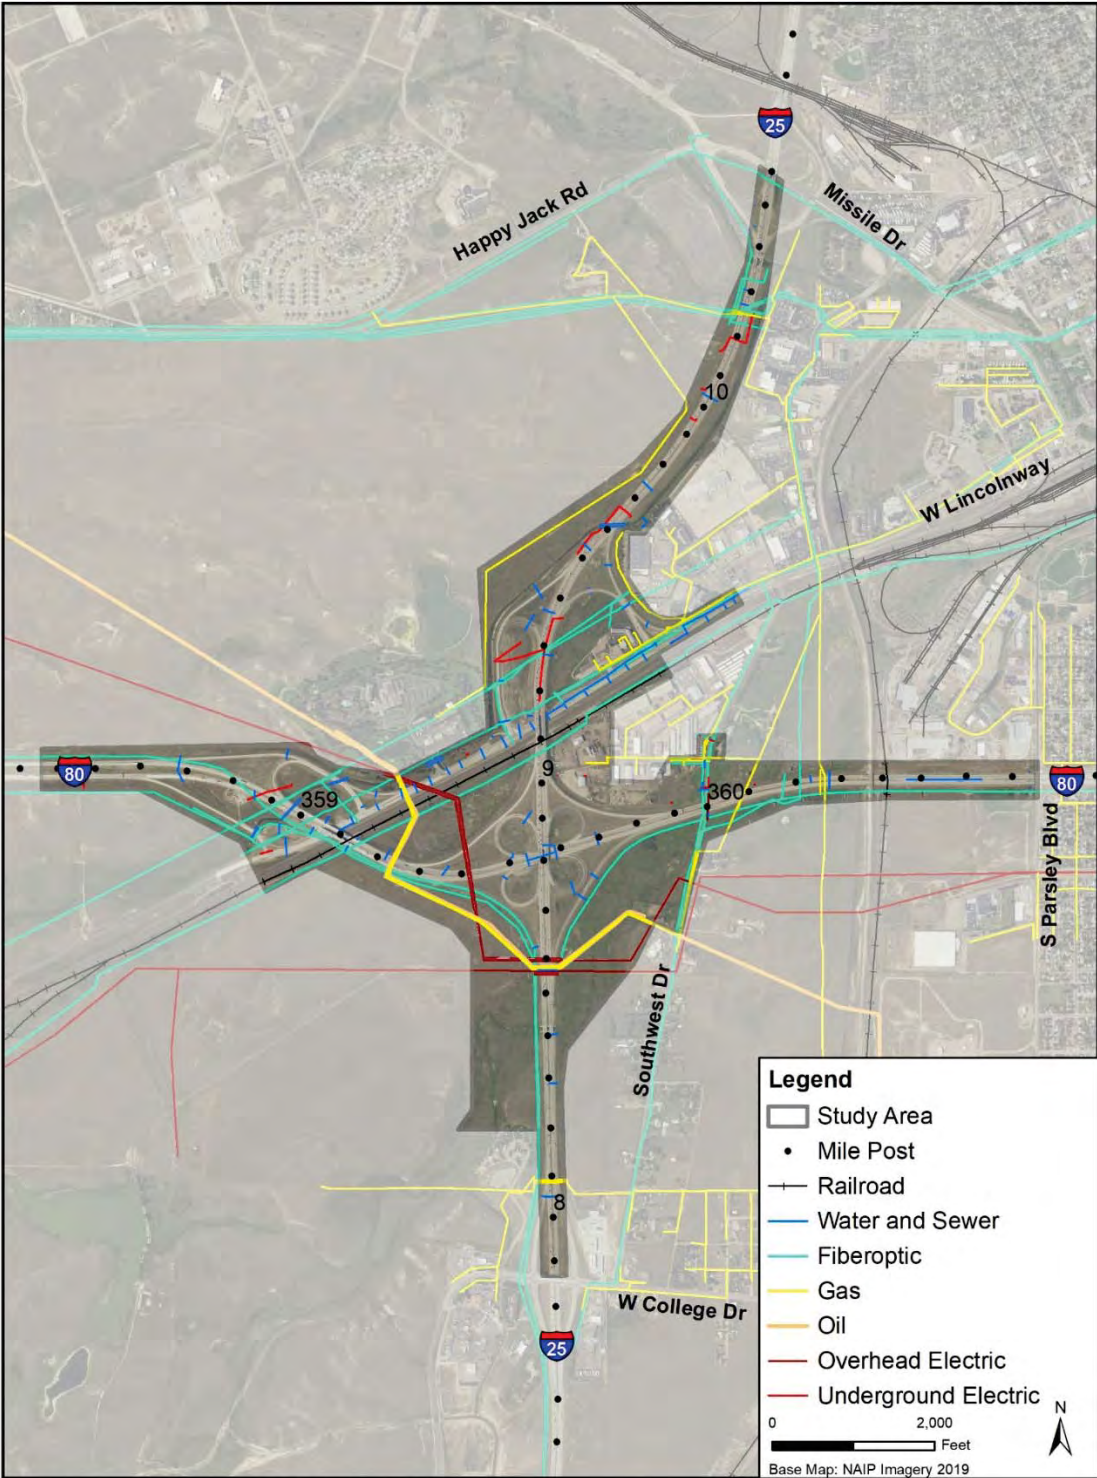 25
Missile Dr
Happy Jack Rd
10
W Lincolnway
80
9
359
360
80
S Parsley Blvd
Southwest Dr
8
W College Dr
25
Legend
Study Area
Mile Post
Railroad
Water and Sewer
Fiberoptic
Gas
Oil
Overhead Electric
Underground Electric
N
0 2,000
Feet
Base Map: NAIP Imagery 2019